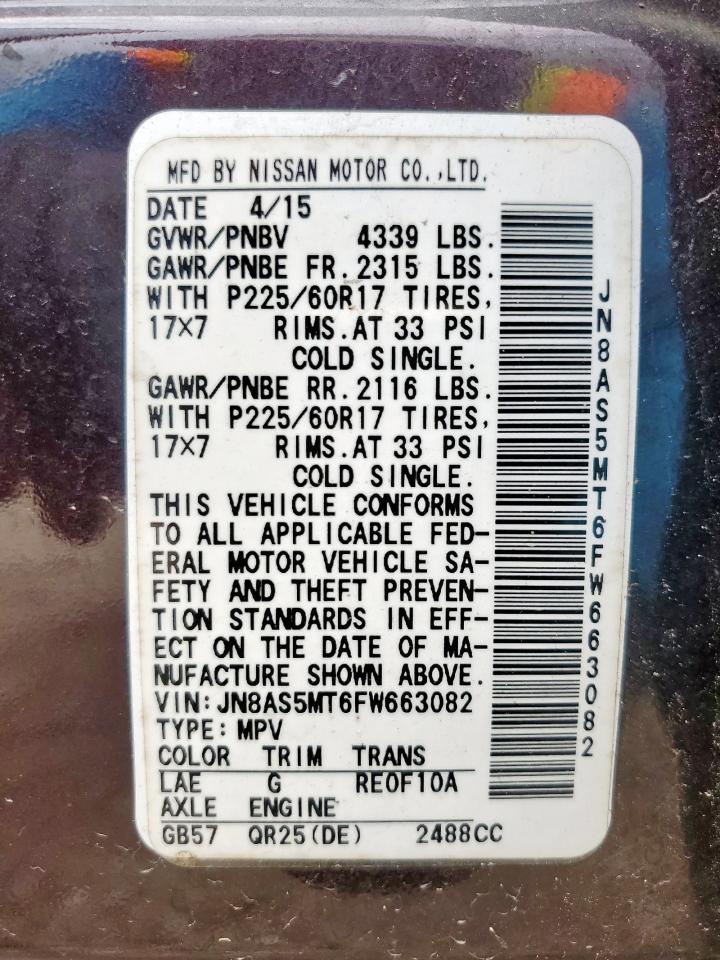 MFD BY NISSAN MOTOR CO.,LTD.
DATE 4/15
GVWR/PNBV 4339 LBS.
GAWR/PNBE FR. 2315 LBS.
WITH P225/60R17 TIRES,
17×7 RIMS. AT 33 PSI
COLD SINGLE.
GAWR/PNBE RR. 2116 LBS.
WITH P225/60R17 TIRES,
17×7 RIMS. AT 33 PSI
COLD SINGLE.
THIS VEHICLE CONFORMS
TO ALL APPLICABLE FED-
ERAL MOTOR VEHICLE SA-
FETY AND THEFT PREVEN-
TION STANDARDS IN EFF-
ECT ON THE DATE OF MA-
NUFACTURE SHOWN ABOVE.
VIN: JN8AS5MT6FW663082
TYPE: MPV
COLOR TRIM TRANS
LAE G RE0F10A
AXLE ENGINE
GB57 QR25(DE) 2488CC
JN8AS5MT6FW663082